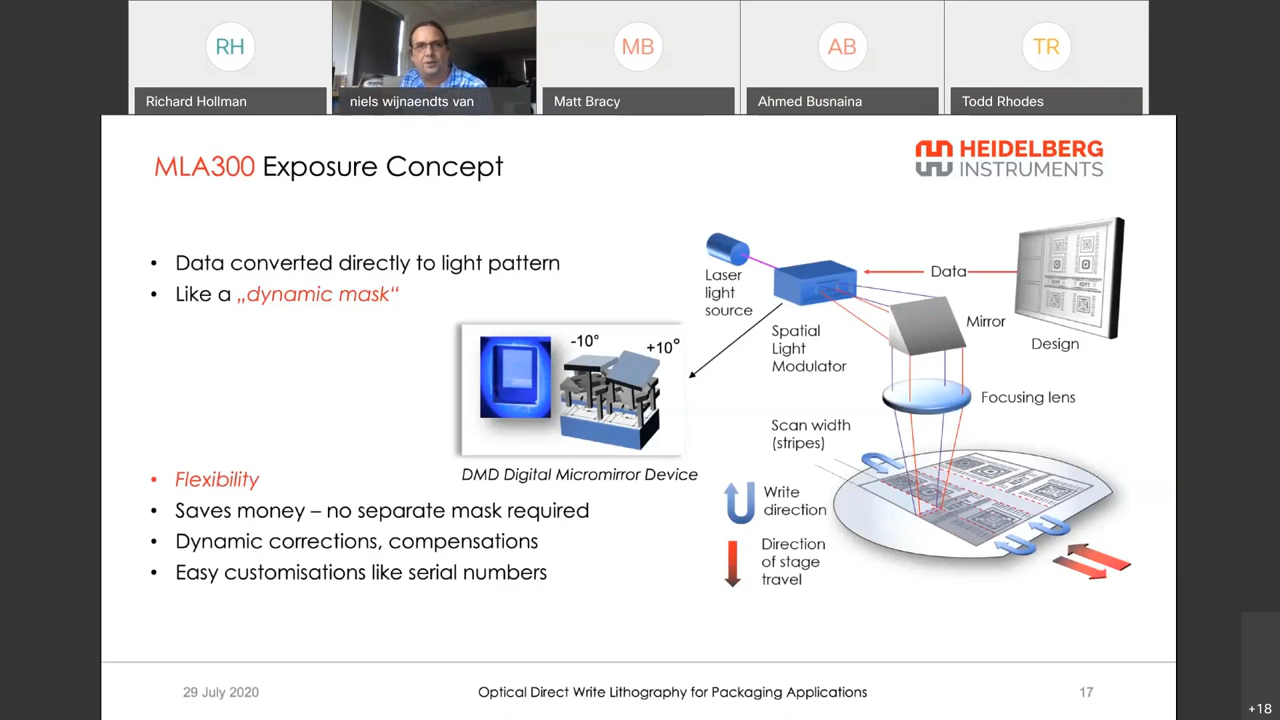 RH
MB
AB
TR
Richard Hollman
niels wijnaendts van
Matt Bracy
Ahmed Busnaina
Todd Rhodes
MLA300 Exposure Concept
HEIDELBERG
INSTRUMENTS
• Data converted directly to light pattern
• Like a „dynamic mask“
Laser
light
source
Data
Spatial
Light
Modulator
Mirror
Design
-10°
+10°
Focusing lens
Scan width
(stripes)
DMD Digital Micromirror Device
• Flexibility
• Saves money – no separate mask required
• Dynamic corrections, compensations
• Easy customisations like serial numbers
Write
direction
Direction
of stage
travel
29 July 2020
Optical Direct Write Lithography for Packaging Applications
17
+18